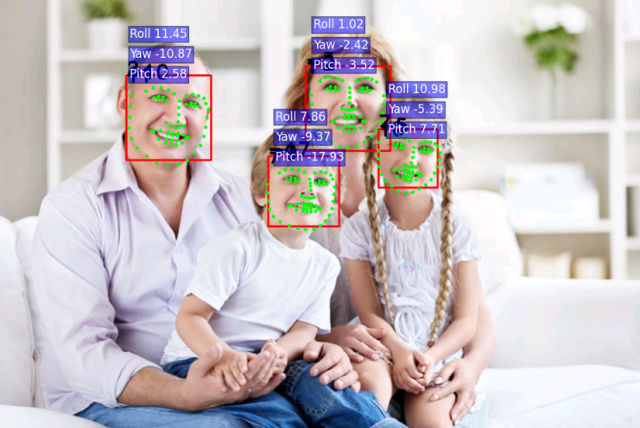 Roll 11.45
Yaw -10.87
Pitch 2.58
Roll 1.02
Yaw -2.42
Pitch -3.52
Roll 7.86
Yaw -9.37
Pitch -17.93
Roll 10.98
Yaw -5.39
Pitch 7.71